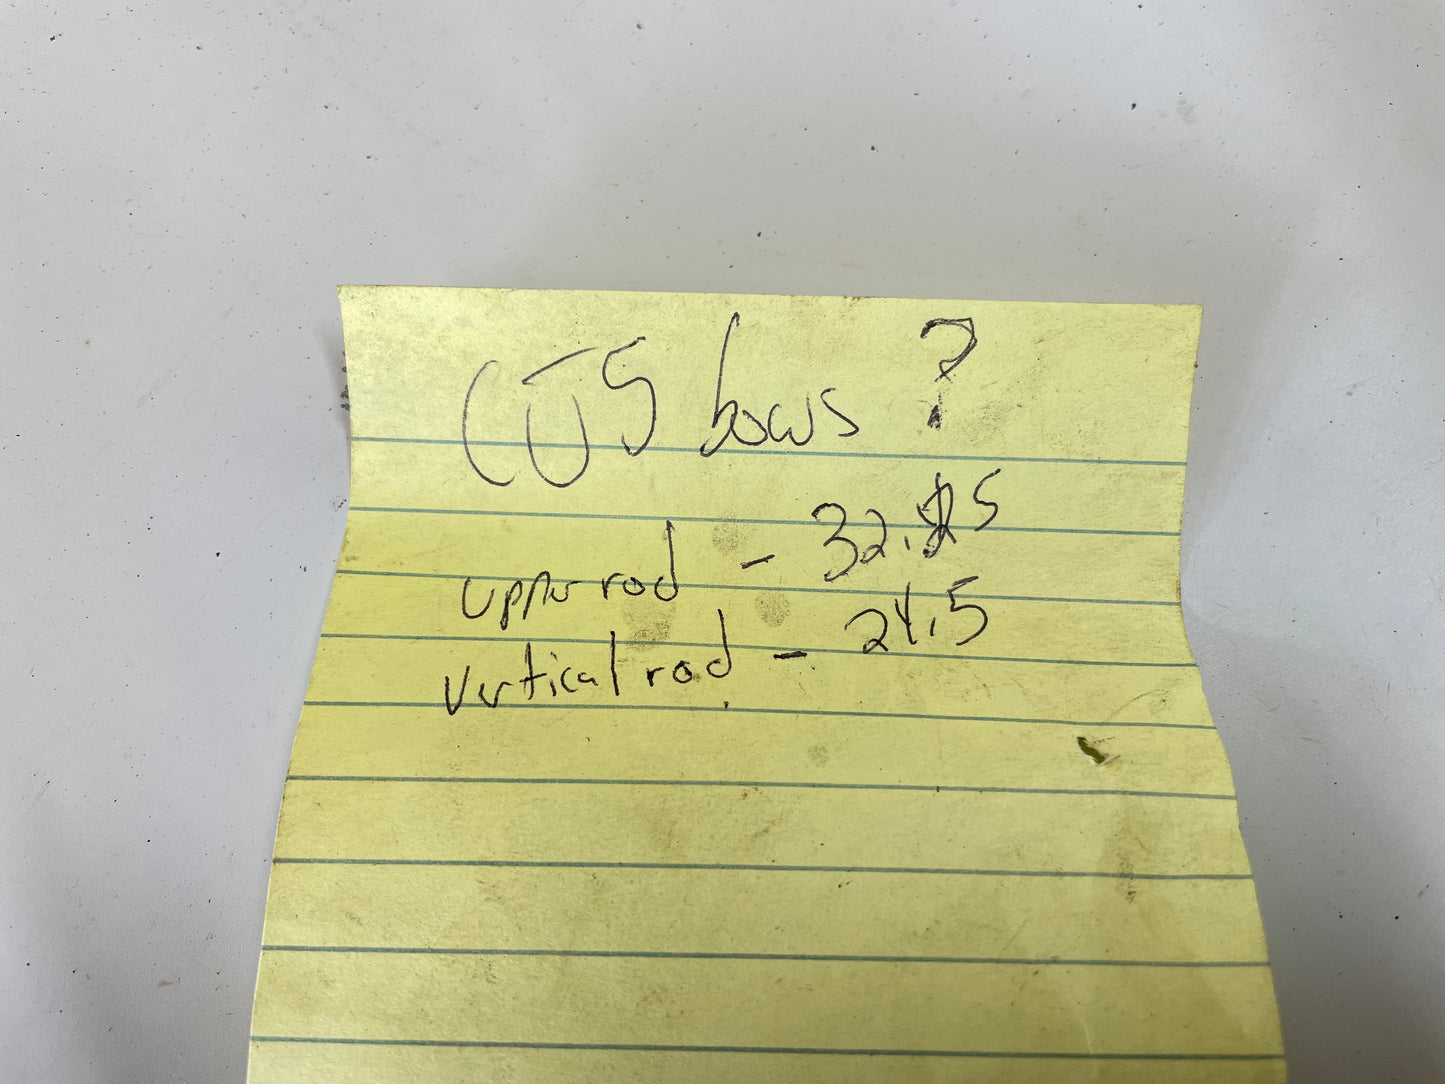 CJ5 bows ?
upper rod - 32.25
vertical rod - 24.5